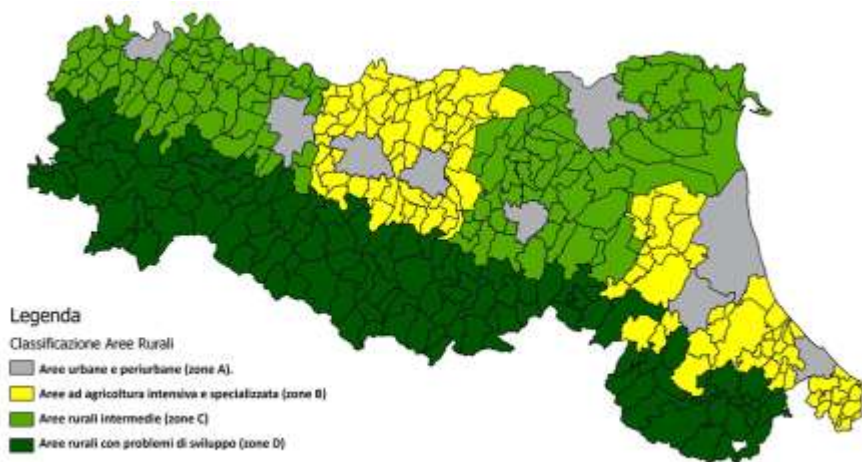 Legenda
Classificazione Aree Rurali
Aree urbane e periurbane (zone A).
Aree ad agricoltura intensiva e specializzata (zone B)
Aree rurali intermedie (zone C)
Aree rurali con problemi di sviluppo (zone D)